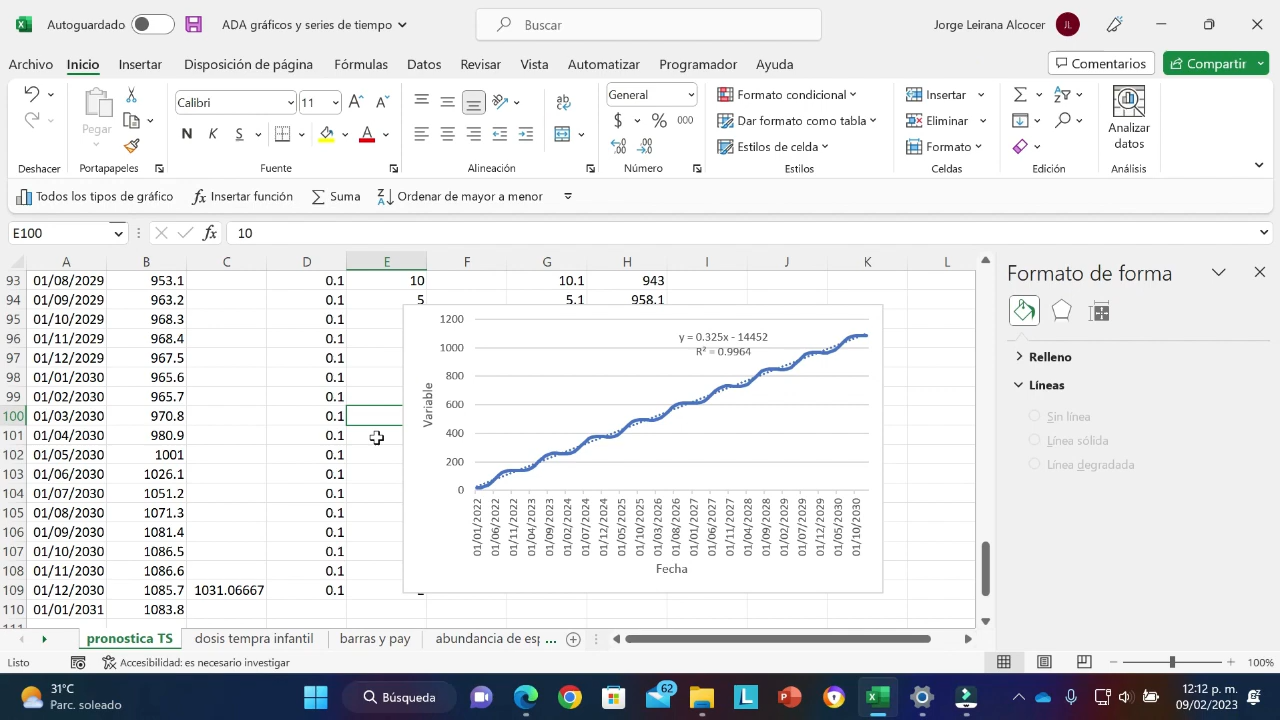 Autoguardado
ADA gráficos y series de tiempo
Buscar
Jorge Leirana Alcocer
JL
Archivo Inicio Insertar Disposición de página Fórmulas Datos Revisar Vista Automatizar Programador Ayuda
Comentarios
Compartir
Pegar
Calibri
11
N K S
General
$ % 000
Formato condicional
Dar formato como tabla
Estilos de celda
Insertar
Eliminar
Formato
Analizar
datos
Deshacer Portapapeles Fuente Alineación Número Estilos Celdas Edición Análisis
Todos los tipos de gráfico
Insertar función
Suma
Ordenar de mayor a menor
E100
fx
10
A B C D E F G H I J K L
93 01/08/2029 953.1 0.1 10 10.1 943
94 01/09/2029 963.2 0.1 5 5.1 958.1
95 01/10/2029 968.3 0.1
96 01/11/2029 968.4 0.1
97 01/12/2029 967.5 0.1
98 01/01/2030 965.6 0.1
99 01/02/2030 965.7 0.1
100 01/03/2030 970.8 0.1
101 01/04/2030 980.9 0.1
102 01/05/2030 1001 0.1
103 01/06/2030 1026.1 0.1
104 01/07/2030 1051.2 0.1
105 01/08/2030 1071.3 0.1
106 01/09/2030 1081.4 0.1
107 01/10/2030 1086.5 0.1
108 01/11/2030 1086.6 0.1
109 01/12/2030 1085.7 1031.06667 0.1
110 01/01/2031 1083.8
1200
1000
800
600
400
200
0
Variable
y = 0.325x - 14452
R² = 0.9964
01/01/2022
01/06/2022
01/11/2022
01/04/2023
01/09/2023
01/02/2024
01/07/2024
01/12/2024
01/05/2025
01/10/2025
01/03/2026
01/08/2026
01/01/2027
01/06/2027
01/11/2027
01/04/2028
01/09/2028
01/02/2029
01/07/2029
01/12/2029
01/05/2030
01/10/2030
Fecha
Formato de forma
Relleno
Líneas
Sin línea
Línea sólida
Línea degradada
pronostica TS
dosis tempra infantil
barras y pay
abundancia de esp ...
Listo
Accesibilidad: es necesario investigar
100%
31°C
Parc. soleado
Búsqueda
62
12:12 p. m.
09/02/2023